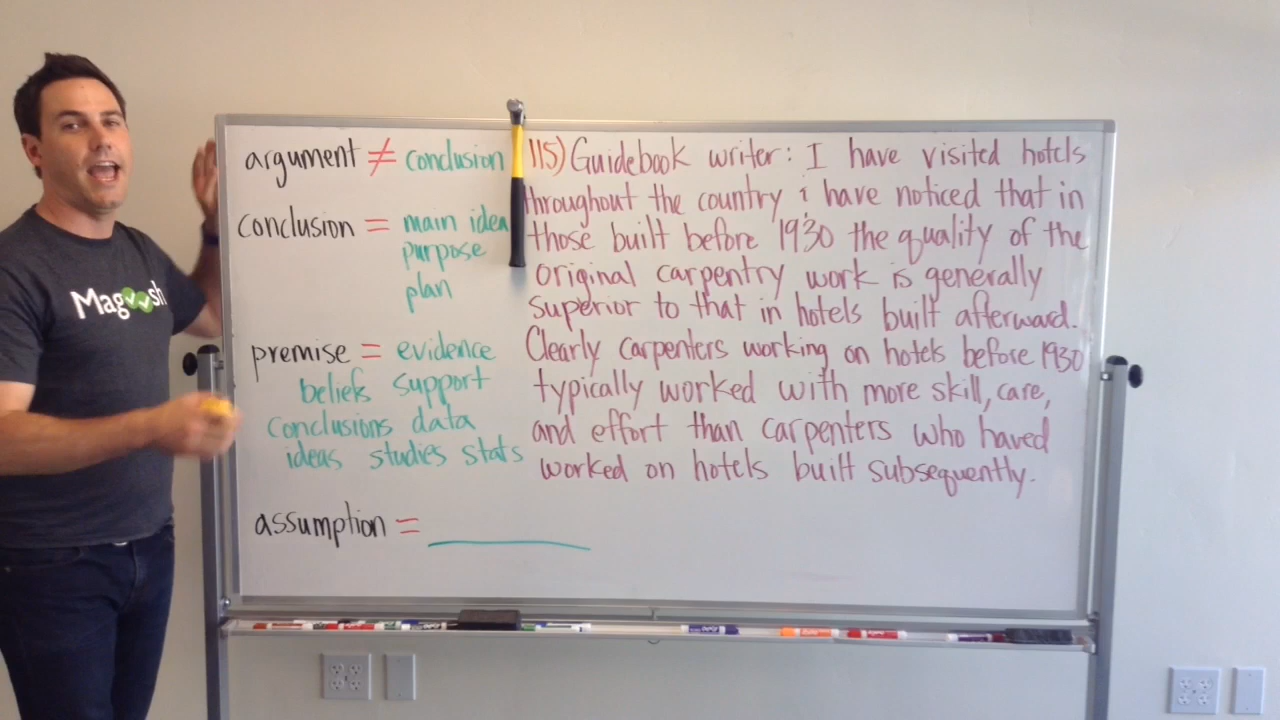 Magoosh
argument ≠ conclusion
conclusion = main idea
purpose
plan
premise = evidence
beliefs support
conclusions data
ideas studies stats
assumption =
115) Guidebook writer: I have visited hotels
throughout the country & have noticed that in
those built before 1930 the quality of the
original carpentry work is generally
superior to that in hotels built afterward.
Clearly carpenters working on hotels before 1930
typically worked with more skill, care,
and effort than carpenters who haved
worked on hotels built subsequently.